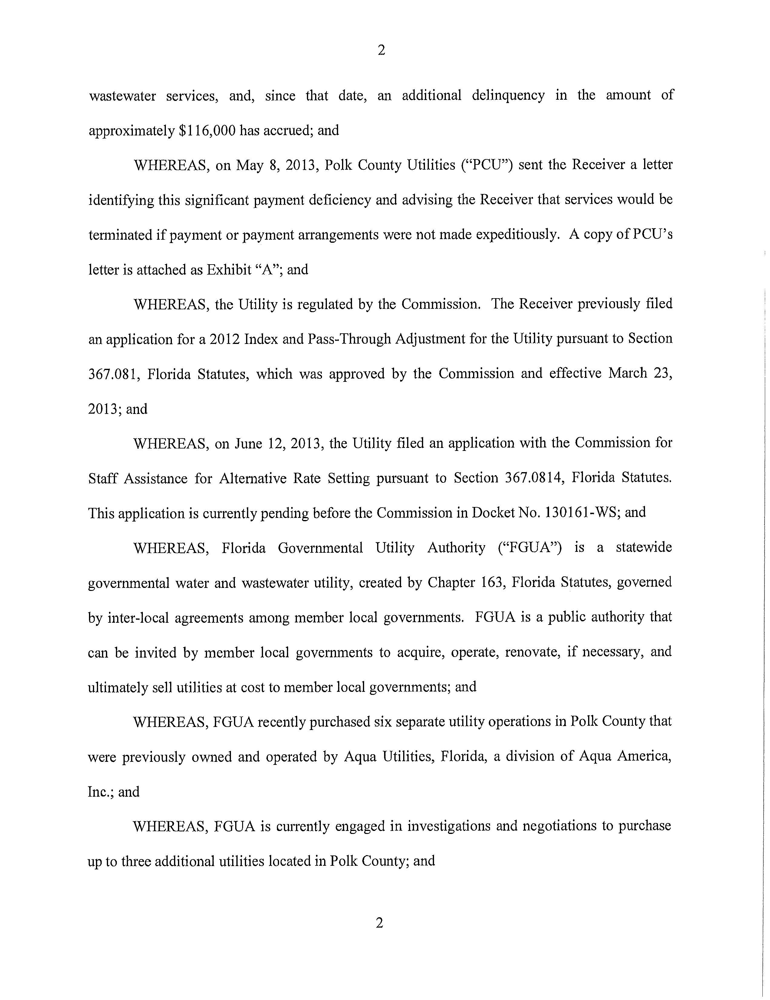 2
wastewater services, and, since that date, an additional delinquency in the amount of
approximately $116,000 has accrued; and
WHEREAS, on May 8, 2013, Polk County Utilities (“PCU”) sent the Receiver a letter
identifying this significant payment deficiency and advising the Receiver that services would be
terminated if payment or payment arrangements were not made expeditiously. A copy of PCU’s
letter is attached as Exhibit “A”; and
WHEREAS, the Utility is regulated by the Commission. The Receiver previously filed
an application for a 2012 Index and Pass-Through Adjustment for the Utility pursuant to Section
367.081, Florida Statutes, which was approved by the Commission and effective March 23,
2013; and
WHEREAS, on June 12, 2013, the Utility filed an application with the Commission for
Staff Assistance for Alternative Rate Setting pursuant to Section 367.0814, Florida Statutes.
This application is currently pending before the Commission in Docket No. 130161-WS; and
WHEREAS, Florida Governmental Utility Authority (“FGUA”) is a statewide
governmental water and wastewater utility, created by Chapter 163, Florida Statutes, governed
by inter-local agreements among member local governments. FGUA is a public authority that
can be invited by member local governments to acquire, operate, renovate, if necessary, and
ultimately sell utilities at cost to member local governments; and
WHEREAS, FGUA recently purchased six separate utility operations in Polk County that
were previously owned and operated by Aqua Utilities, Florida, a division of Aqua America,
Inc.; and
WHEREAS, FGUA is currently engaged in investigations and negotiations to purchase
up to three additional utilities located in Polk County; and
2